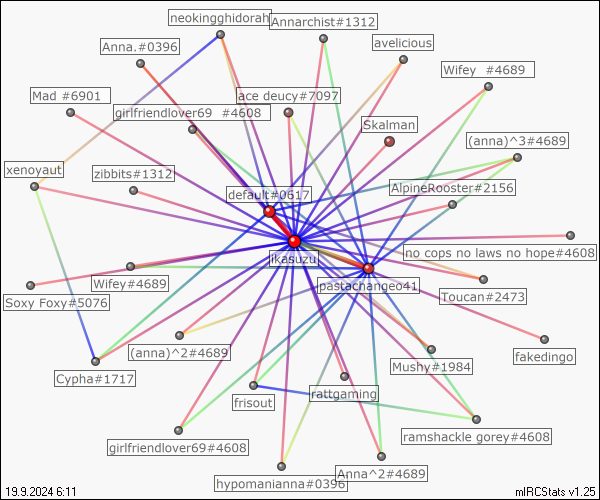 neokingghidorah
Annarchist#1312
Anna.#0396
avelicious
Wifey #4689
Mad #6901
ace deucy#7097
girlfriendlover69 #4608
Skalman
(anna)^3#4689
xenoyaut
zibbits#1312
default#0617
AlpineRooster#2156
ikasuzu
no cops no laws no hope#4608
Wifey#4689
pastachangeo41
Soxy Foxy#5076
Toucan#2473
(anna)^2#4689
fakedingo
Cypha#1717
Mushy#1984
frisout
rattgaming
girlfriendlover69#4608
ramshackle gorey#4608
hypomanianna#0396
Anna^2#4689
19.9.2024 6:11
mIRCStats v1.25